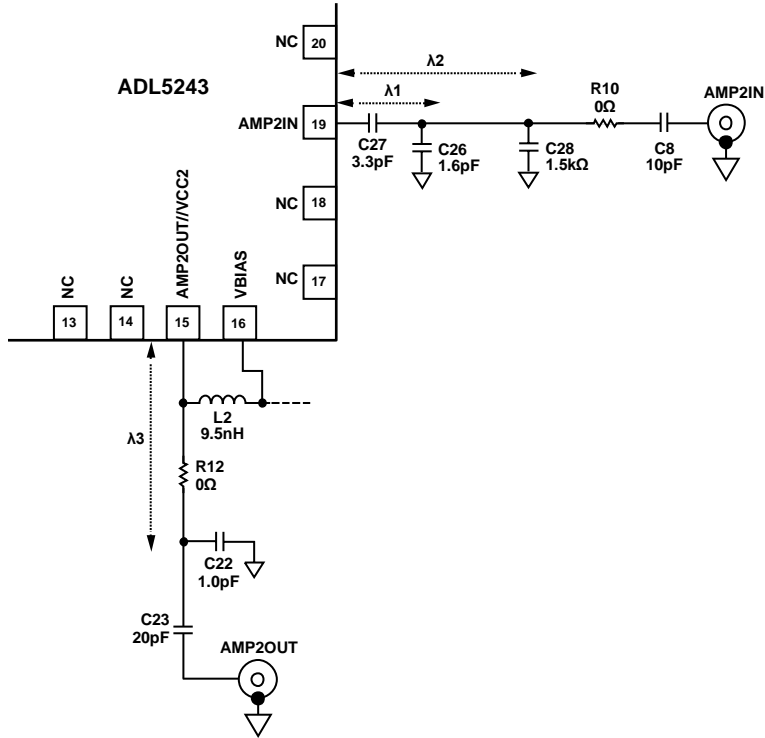 NC
20
ADL5243
λ2
λ1
R10
0Ω
AMP2IN
AMP2IN
19
C27
3.3pF
C26
1.6pF
C28
1.5kΩ
C8
10pF
NC
18
NC
17
NC
NC
AMP2OUT//VCC2
VBIAS
13
14
15
16
L2
9.5nH
λ3
R12
0Ω
C22
1.0pF
C23
20pF
AMP2OUT